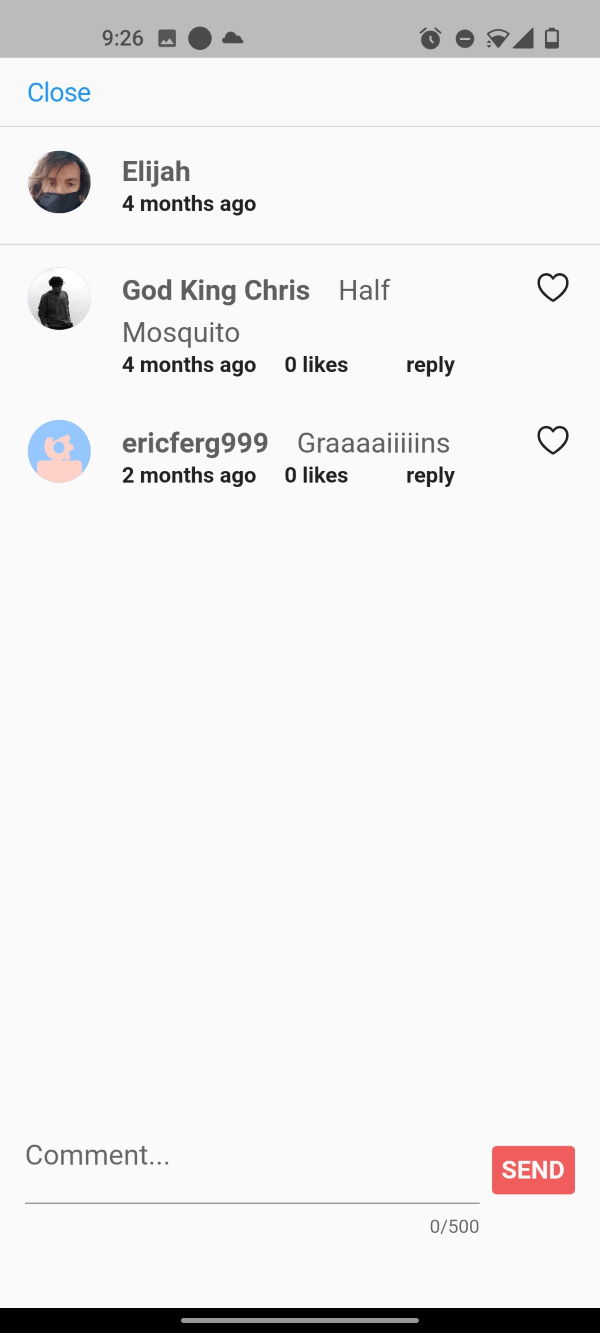 9:26
Close
Elijah
4 months ago
God King Chris Half
Mosquito
4 months ago 0 likes reply
ericferg999 Graaaaiiiiins
2 months ago 0 likes reply
Comment...
SEND
0/500